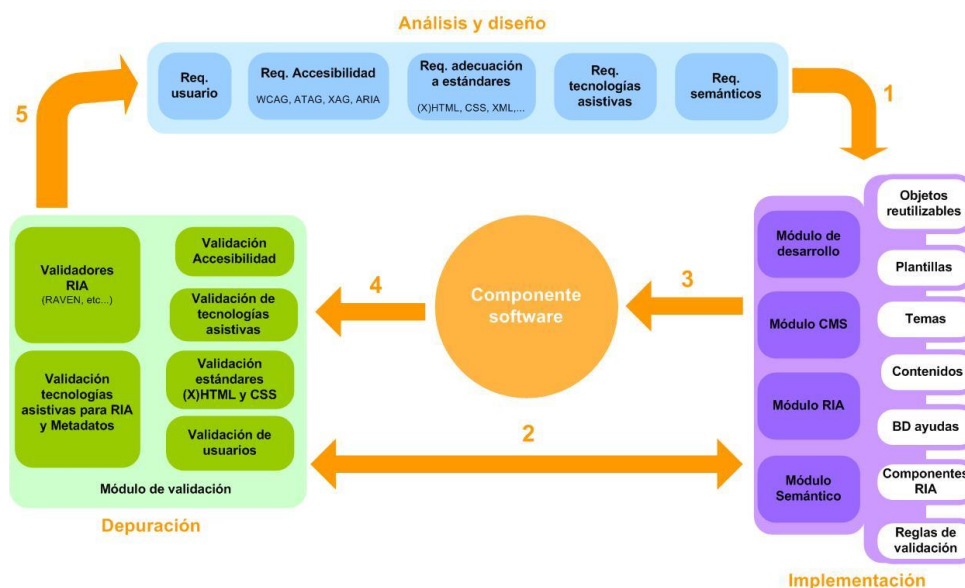 Análisis y diseño
Req.
usuario
Req. Accesibilidad
WCAG, ATAG, XAG, ARIA
Req. adecuación
a estándares
(X)HTML, CSS, XML,...
Req.
tecnologías
asistivas
Req.
semánticos
5
1
Validadores
RIA
(RAVEN, etc...)
Validación
Accesibilidad
Validación de
tecnologías
asistivas
Validación
tecnologías
asistivas para RIA
y Metadatos
Validación
estándares
(X)HTML y CSS
Validación de
usuarios
Módulo de validación
Depuración
4
Componente
software
3
2
Módulo de
desarrollo
Módulo CMS
Módulo RIA
Módulo
Semántico
Objetos
reutilizables
Plantillas
Temas
Contenidos
BD ayudas
Componentes
RIA
Reglas de
validación
Implementación